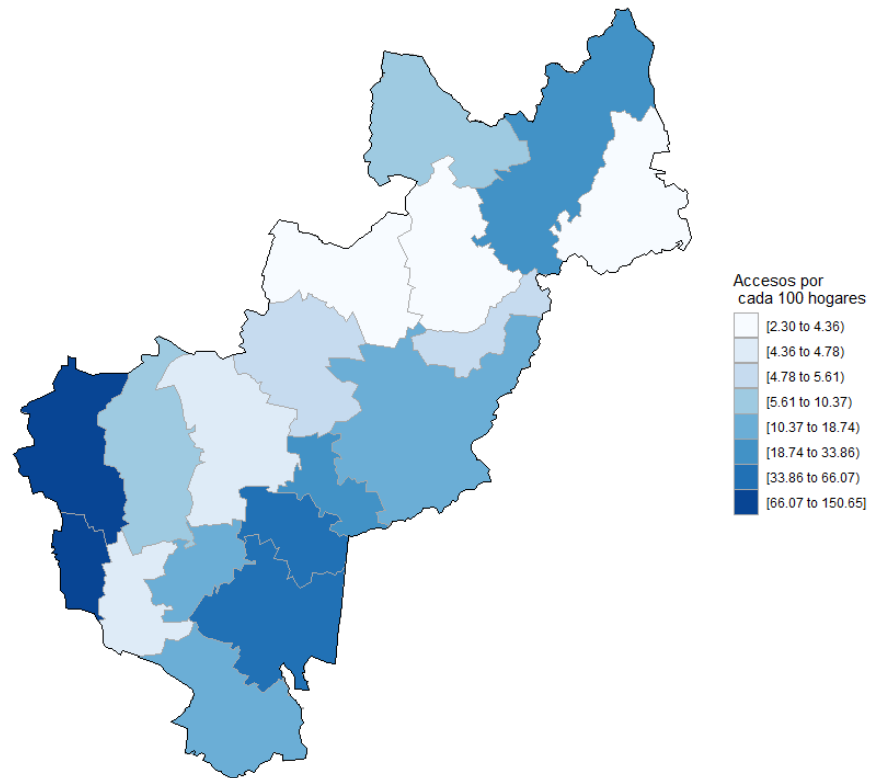 Accesos por
cada 100 hogares
[2.30 to 4.36)
[4.36 to 4.78)
[4.78 to 5.61)
[5.61 to 10.37)
[10.37 to 18.74)
[18.74 to 33.86)
[33.86 to 66.07)
[66.07 to 150.65]